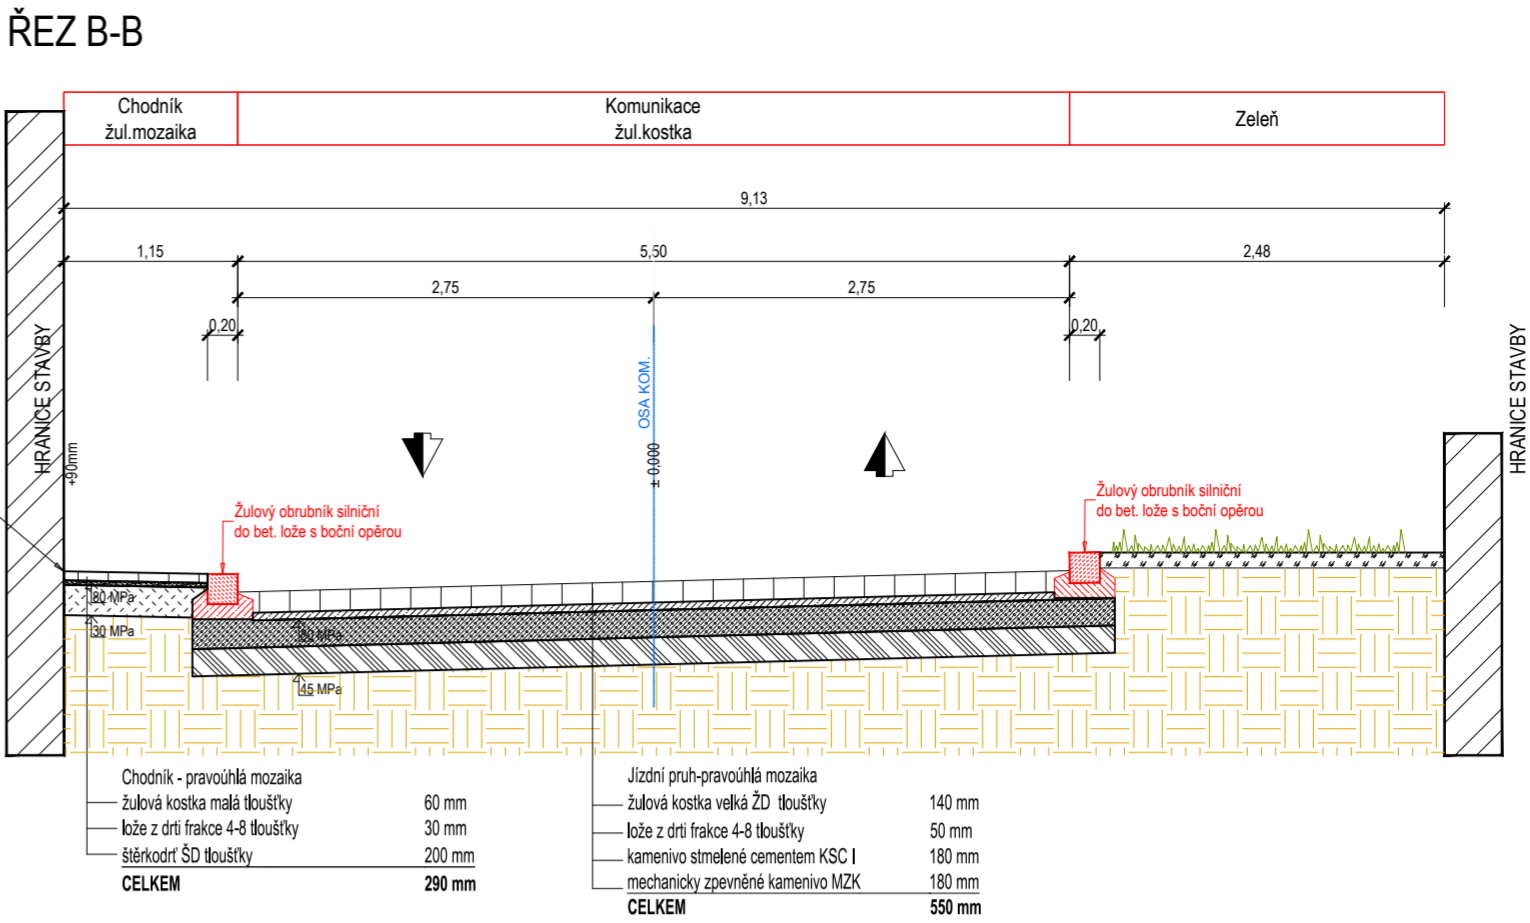 ŘEZ B-B
Chodník
žul.mozaika
Komunikace
žul.kostka
Zeleň
9,13
1,15
5,50
2,48
2,75
2,75
0,20
0,20
HRANICE STAVBY
+90mm
OSA KOM.
± 0,000
HRANICE STAVBY
Žulový obrubník silniční
do bet. lože s boční opěrou
Žulový obrubník silniční
do bet. lože s boční opěrou
80 MPa
30 MPa
80 MPa
45 MPa
Chodník - pravoúhlá mozaika
žulová kostka malá tloušťky 60 mm
lože z drti frakce 4-8 tloušťky 30 mm
štěrkodrť ŠD tloušťky 200 mm
CELKEM 290 mm
Jízdní pruh-pravoúhlá mozaika
žulová kostka velká ŽD tloušťky 140 mm
lože z drti frakce 4-8 tloušťky 50 mm
kamenivo stmelené cementem KSC I 180 mm
mechanicky zpevněné kamenivo MZK 180 mm
CELKEM 550 mm